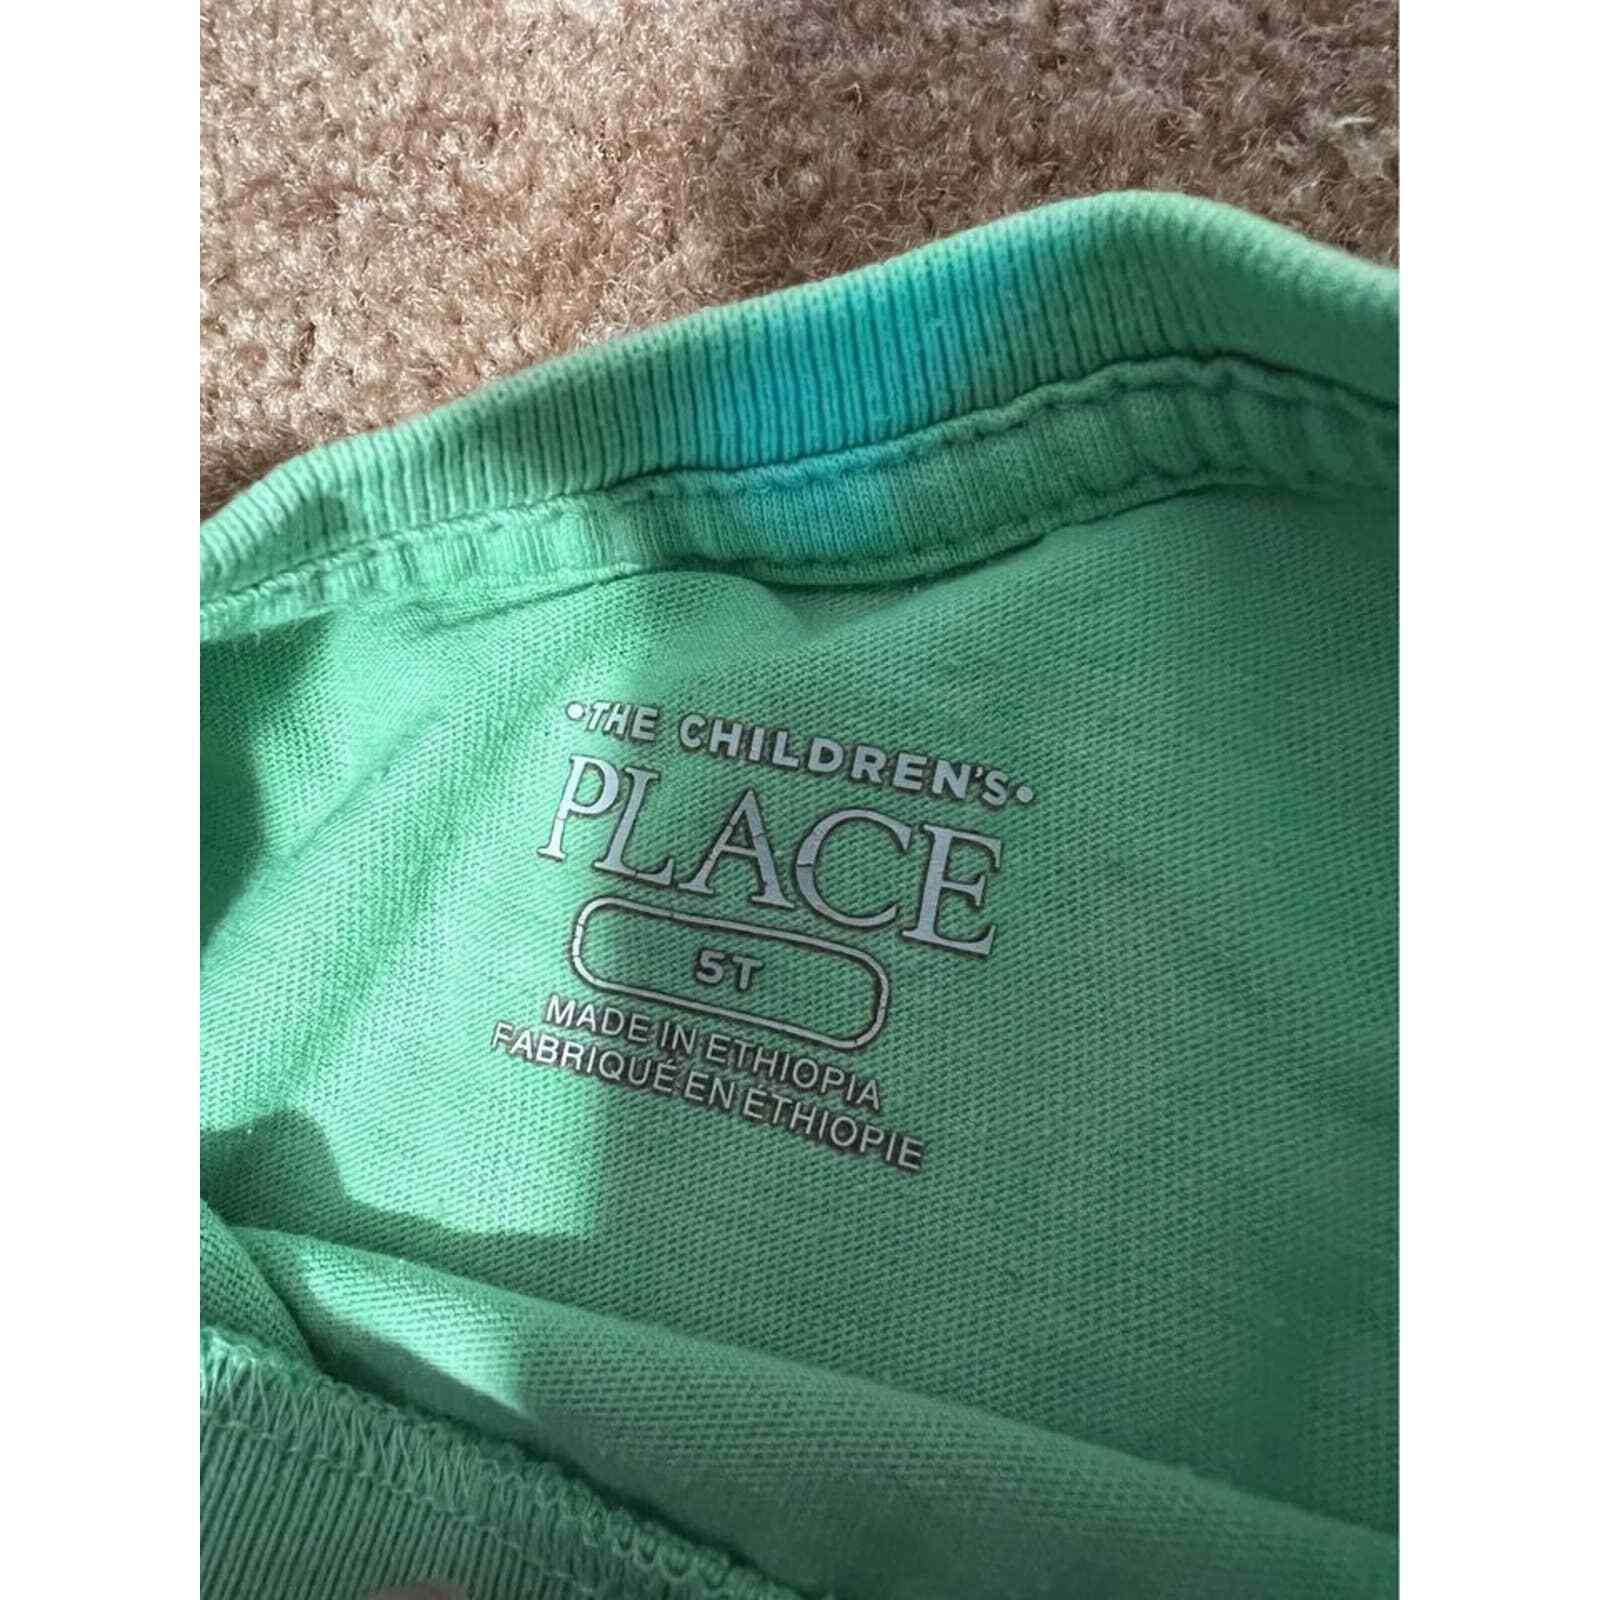 •THE CHILDREN'S•
PLACE
5T
MADE IN ETHIOPIA
FABRIQUÉ EN ÉTHIOPIE